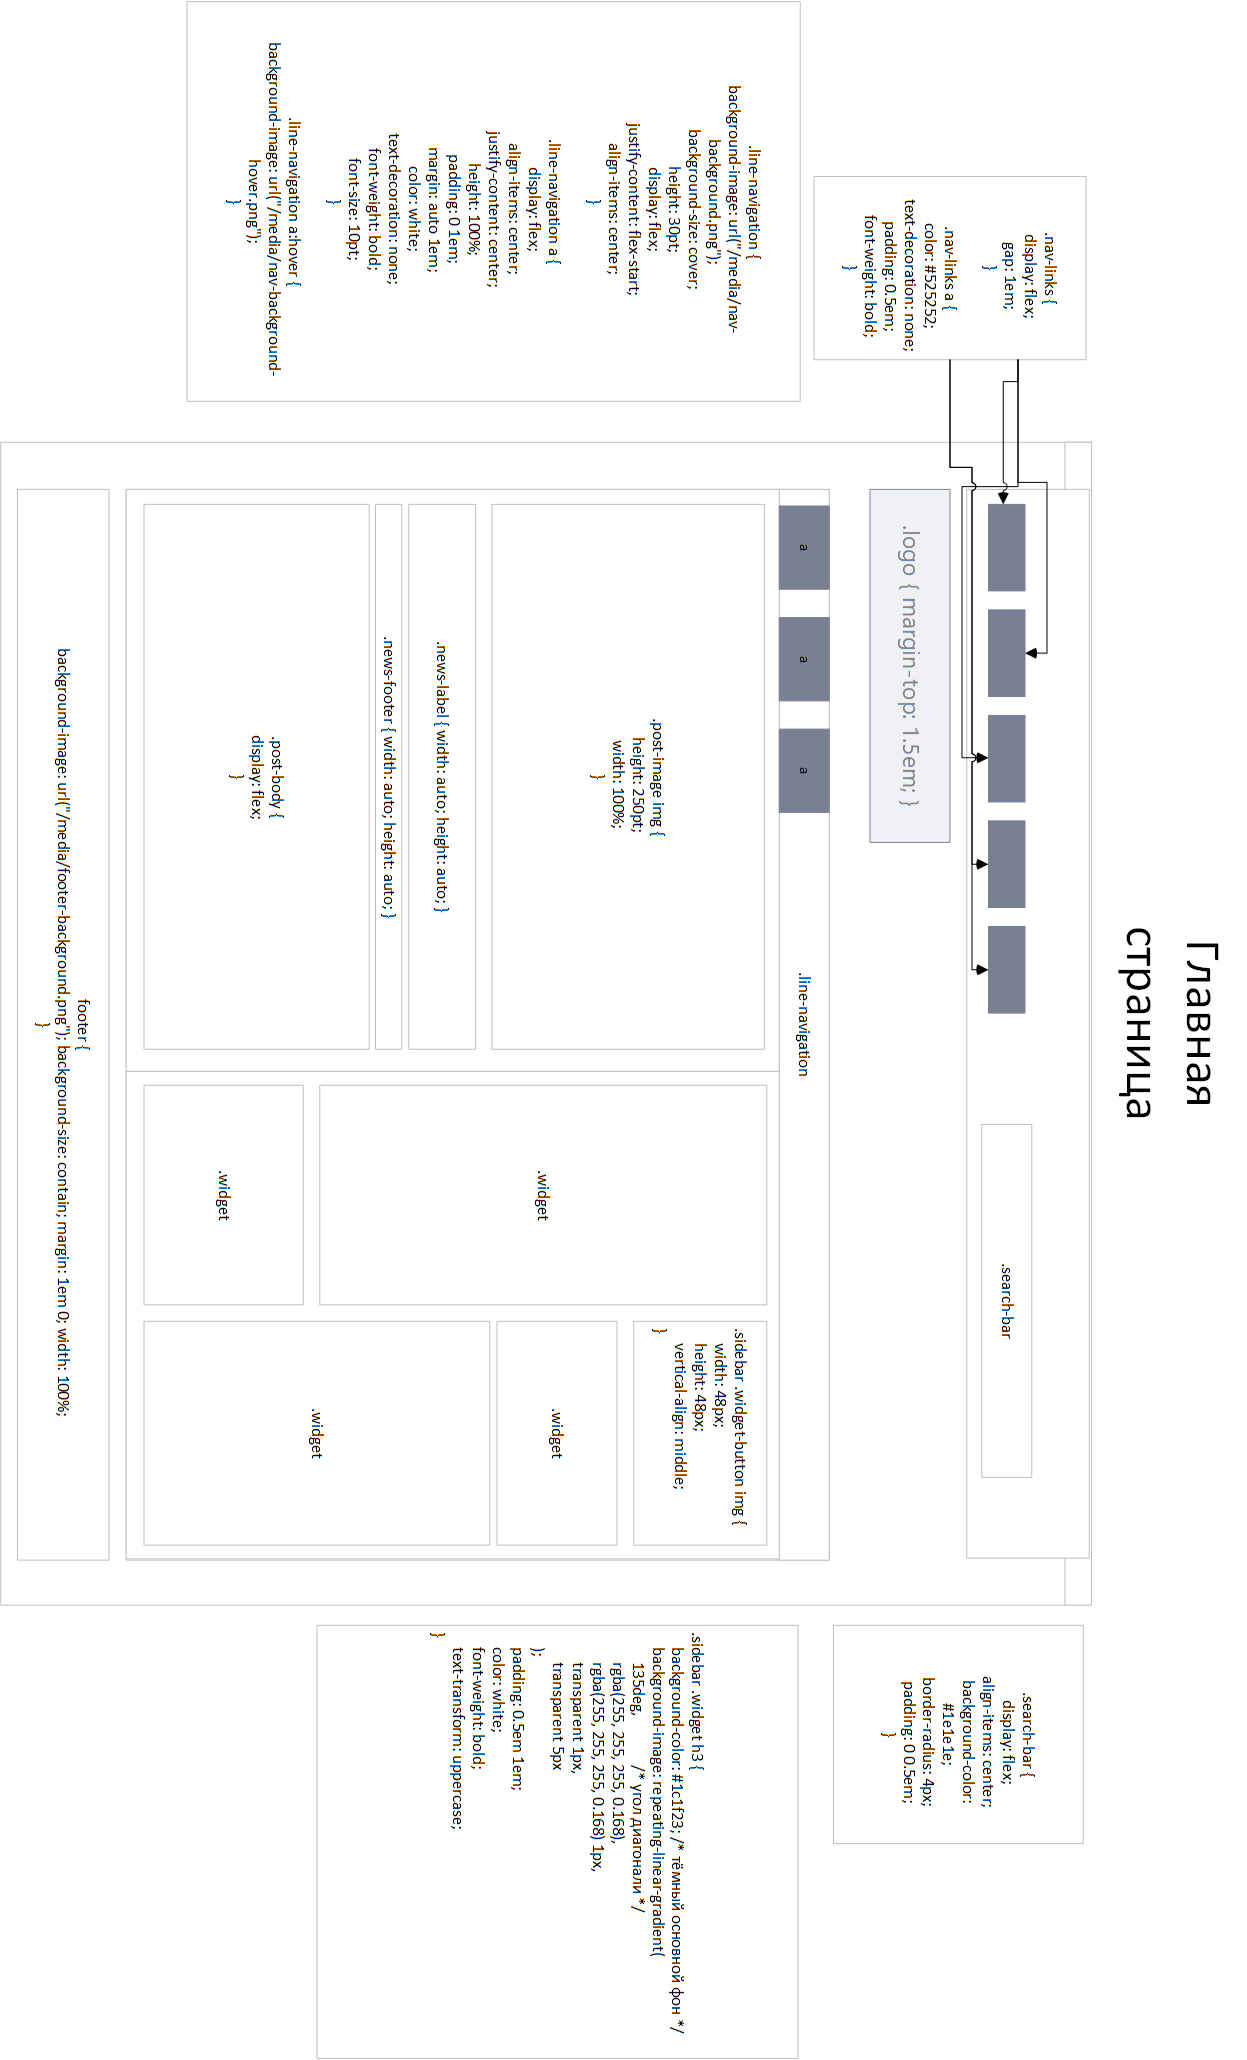 Главная
страница
.nav-links {
display: flex;
gap: 1em;
}
.nav-links a {
color: #525252;
text-decoration: none;
padding: 0.5em;
font-weight: bold;
}
.search-bar
.search-bar {
display: flex;
align-items: center;
background-color:
#1e1e1e;
border-radius: 4px;
padding: 0 0.5em;
}
.logo { margin-top: 1.5em; }
.line-navigation {
background-image: url("/media/nav-
background.png");
background-size: cover;
height: 30pt;
display: flex;
justify-content: flex-start;
align-items: center;
}
.line-navigation a {
display: flex;
align-items: center;
justify-content: center;
height: 100%;
padding: 0 1em;
margin: auto 1em;
color: white;
text-decoration: none;
font-weight: bold;
font-size: 10pt;
}
.line-navigation a:hover {
background-image: url("/media/nav-background-
hover.png");
}
a
a
a
.line-navigation
.post-image img {
height: 250pt;
width: 100%;
}
.news-label { width: auto; height: auto; }
.news-footer { width: auto; height: auto; }
.post-body {
display: flex;
}
.widget
.widget
.sidebar .widget-button img {
width: 48px;
height: 48px;
vertical-align: middle;
}
.widget
.widget
.sidebar .widget h3 {
background-color: #1c1f23; /* тёмный основной фон */
background-image: repeating-linear-gradient(
135deg, /* угол диагонали */
rgba(255, 255, 255, 0.168),
rgba(255, 255, 255, 0.168) 1px,
transparent 1px,
transparent 5px
);
padding: 0.5em 1em;
color: white;
font-weight: bold;
text-transform: uppercase;
}
footer {
background-image: url("/media/footer-background.png"); background-size: contain; margin: 1em 0; width: 100%;
}